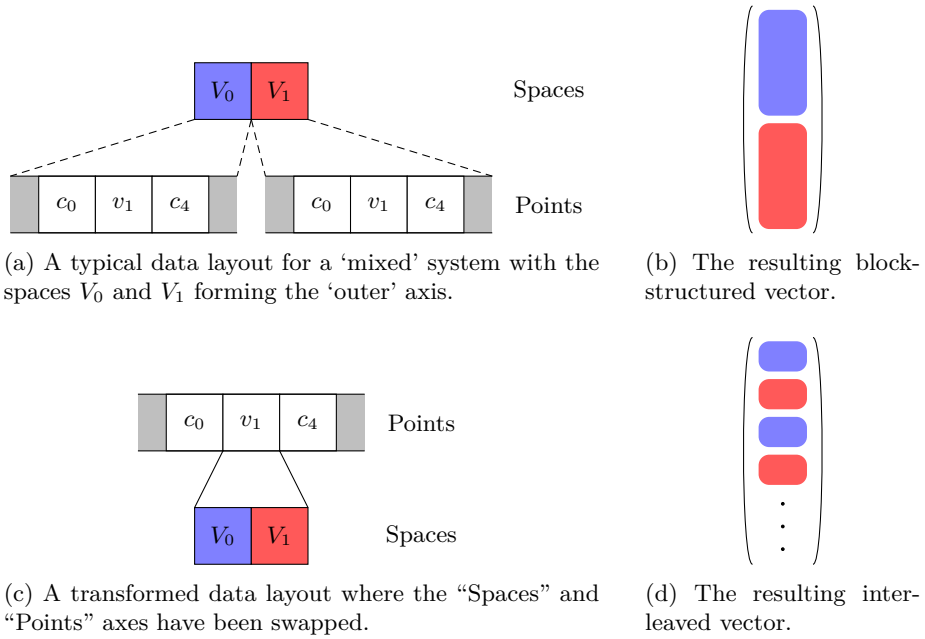 V₀ V₁ Spaces
c₀ v₁ c₄ c₀ v₁ c₄ Points
(a) A typical data layout for a ‘mixed’ system with the
spaces V₀ and V₁ forming the ‘outer’ axis.
(b) The resulting block-
structured vector.
c₀ v₁ c₄ Points
V₀ V₁ Spaces
(c) A transformed data layout where the “Spaces” and
“Points” axes have been swapped.
(d) The resulting inter-
leaved vector.